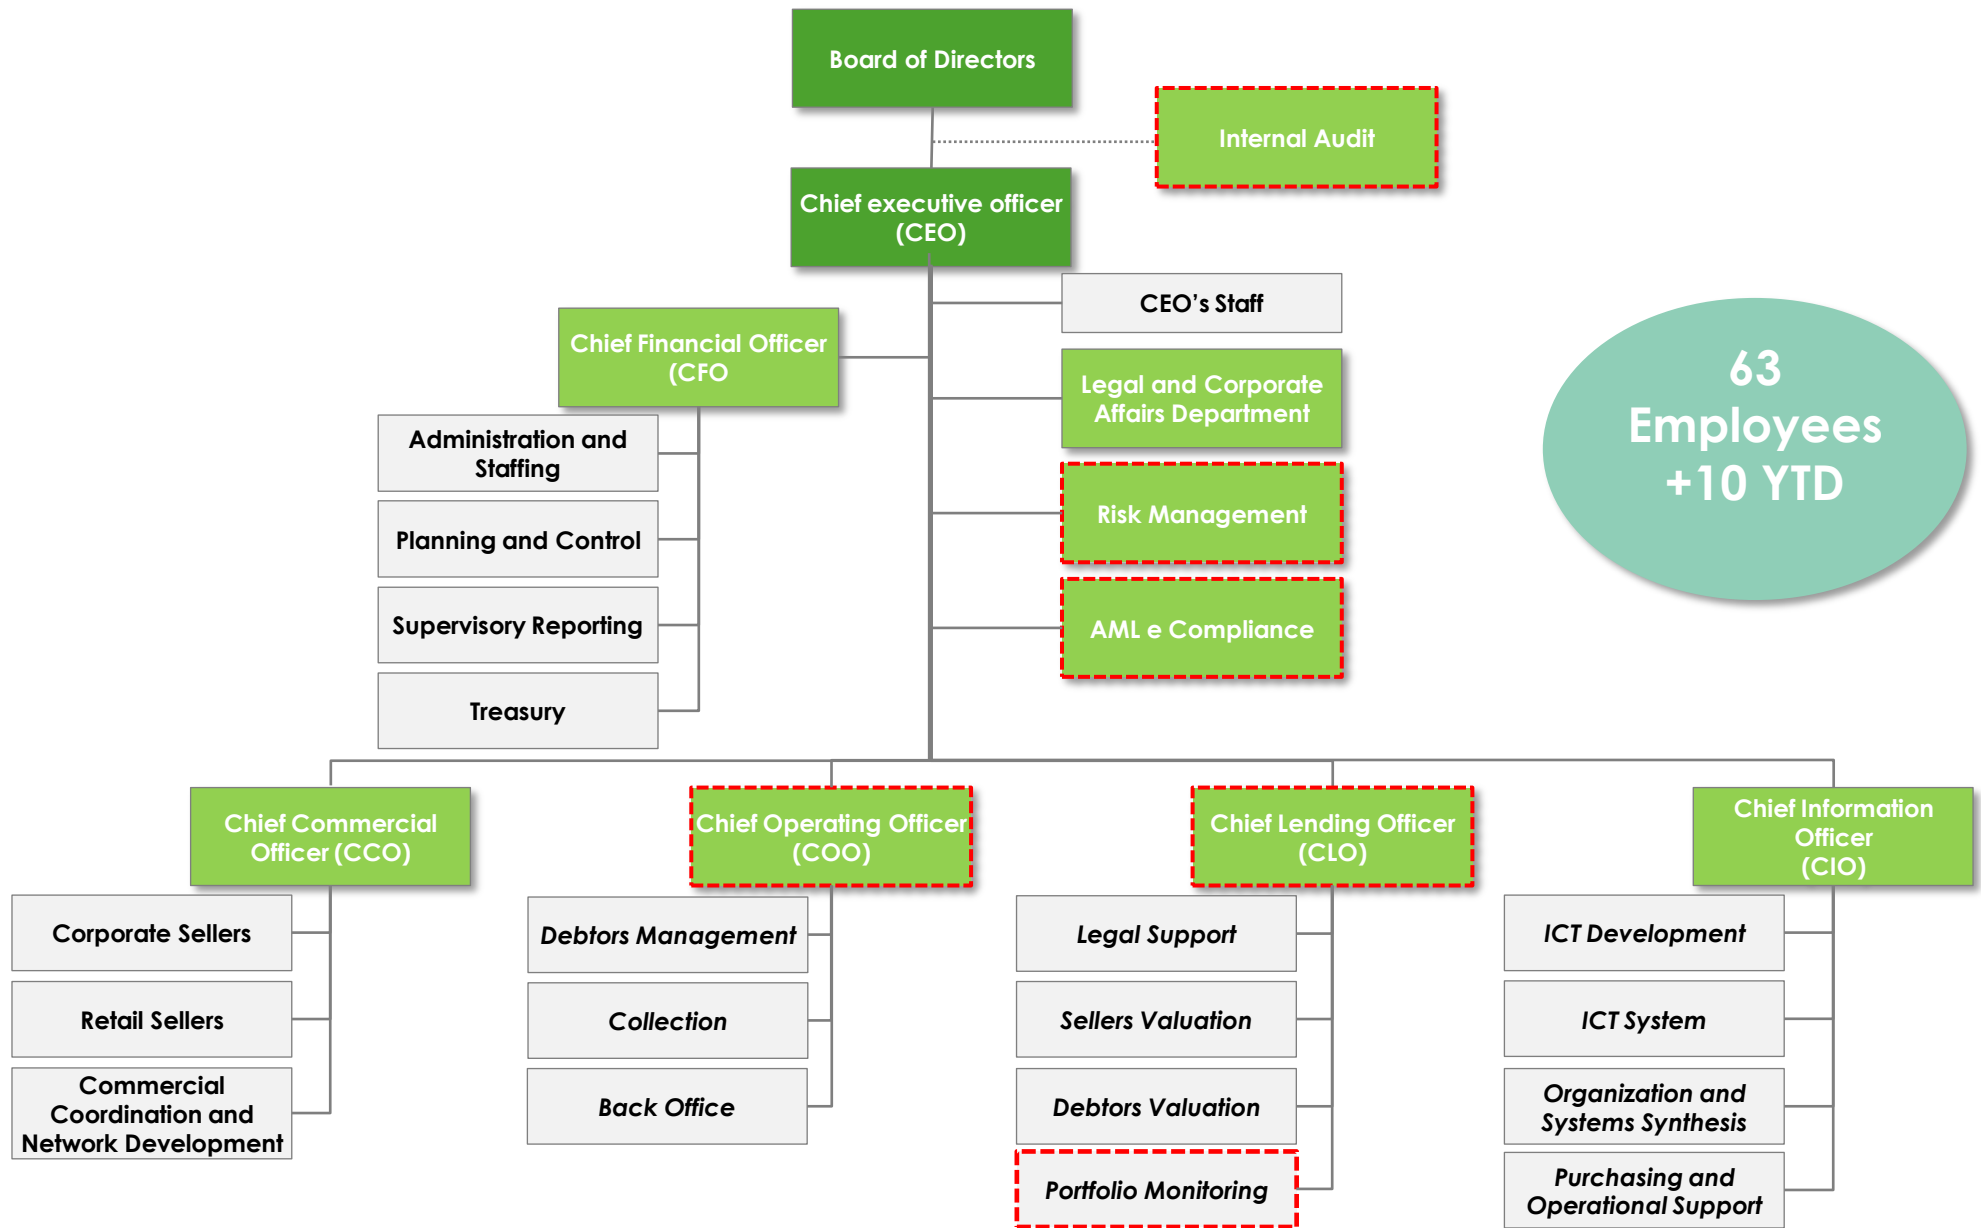 Board of Directors
Internal Audit
Chief executive officer
(CEO)
CEO’s Staff
Chief Financial Officer
(CFO
Legal and Corporate
Affairs Department
63
Employees
+10 YTD
Administration and
Staffing
Risk Management
Planning and Control
Supervisory Reporting
AML e Compliance
Treasury
Chief Commercial
Officer (CCO)
Chief Operating Officer
(COO)
Chief Lending Officer
(CLO)
Chief Information
Officer
(CIO)
Corporate Sellers
Retail Sellers
Commercial
Coordination and
Network Development
Debtors Management
Collection
Back Office
Legal Support
Sellers Valuation
Debtors Valuation
Portfolio Monitoring
ICT Development
ICT System
Organization and
Systems Synthesis
Purchasing and
Operational Support